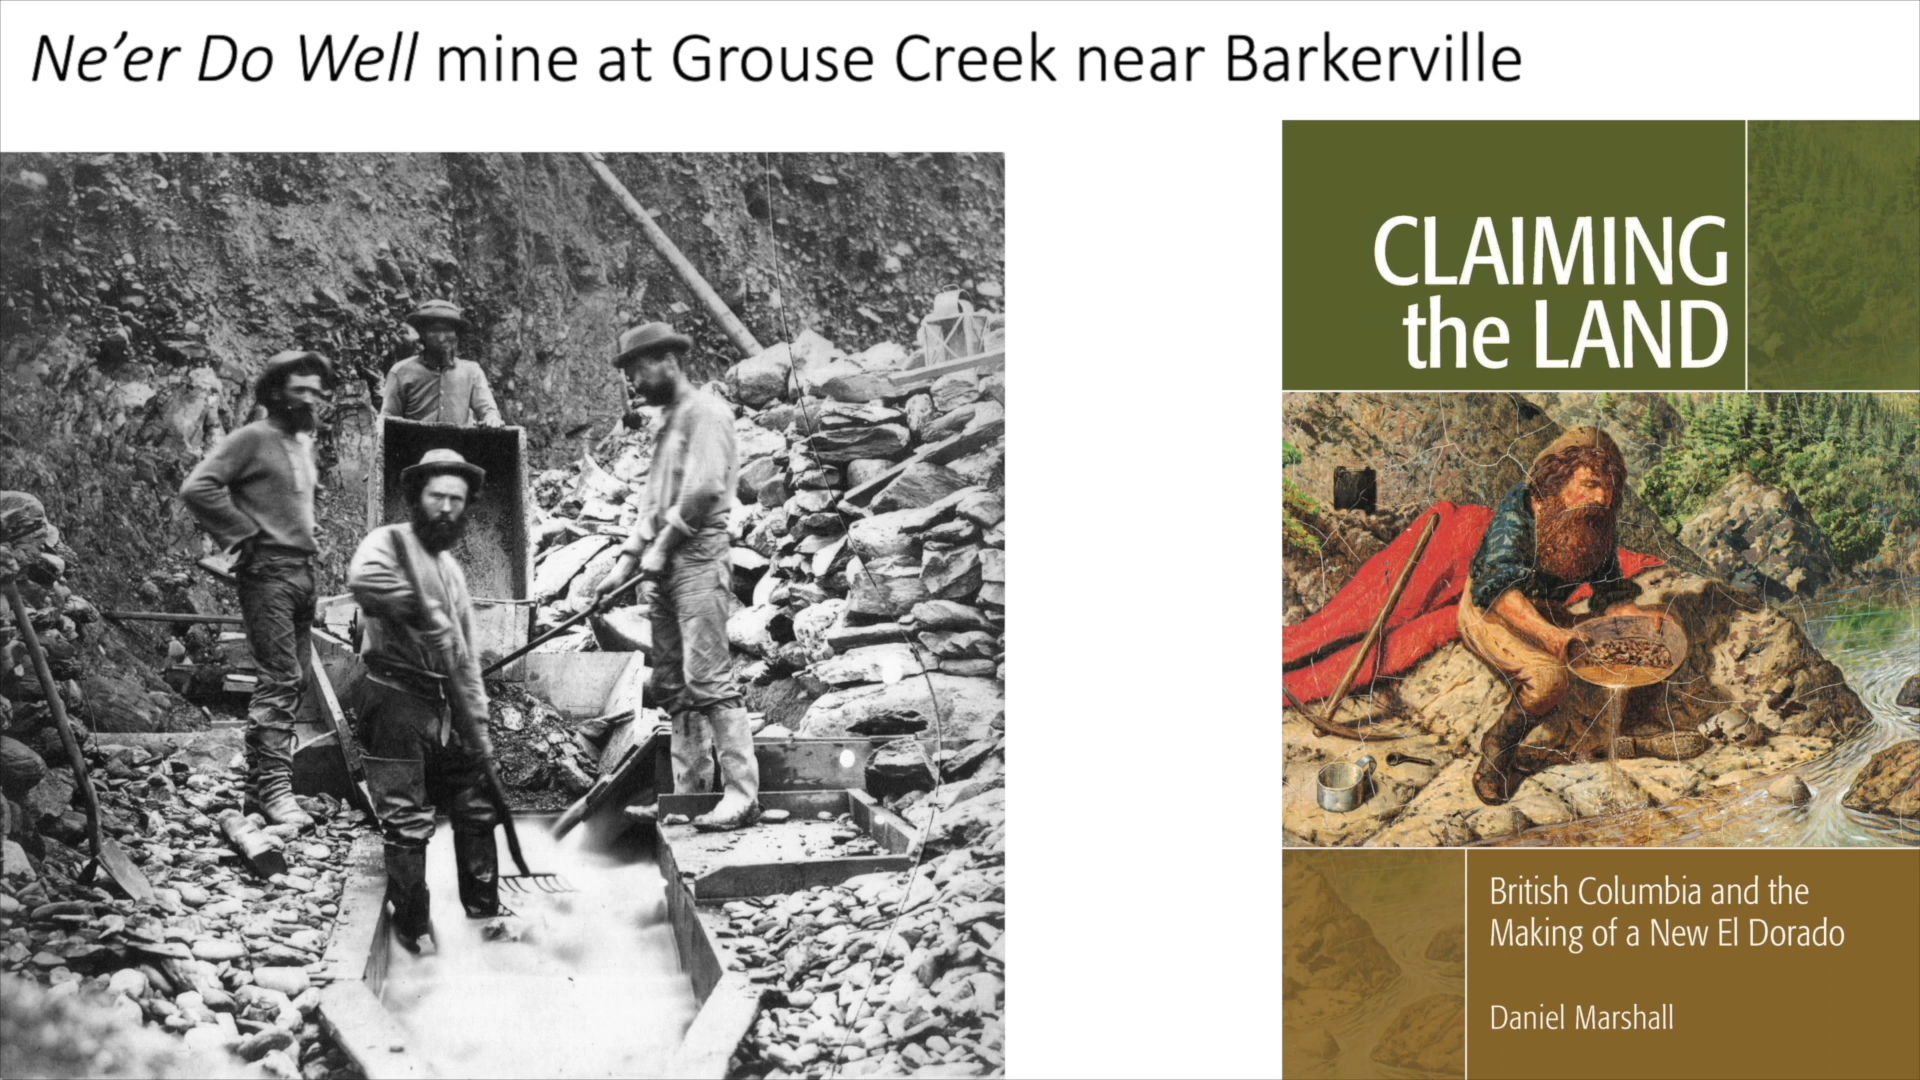 Ne’er Do Well mine at Grouse Creek near Barkerville
CLAIMING
the LAND
British Columbia and the
Making of a New El Dorado
Daniel Marshall